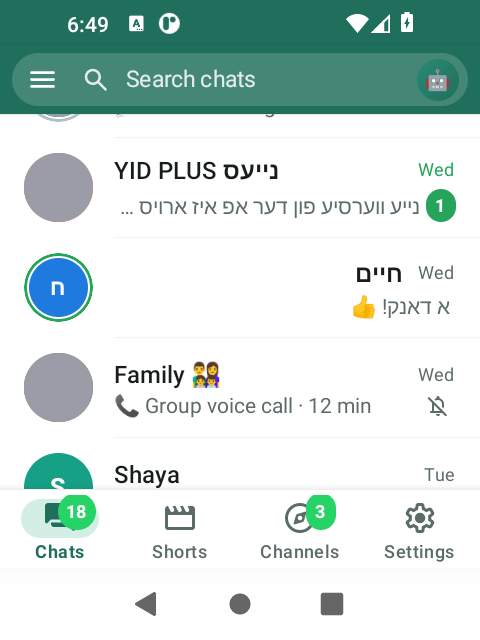 6:49
Search chats
YID PLUS נייעס
Wed
נייע ווערסיע פון דער אפ איז ארויס ...
1
ח
חיים
Wed
א דאנק! 👍
Family 👨‍👩‍👧‍👦
Wed
📞 Group voice call · 12 min
S
Shaya
Tue
18
3
Chats
Shorts
Channels
Settings